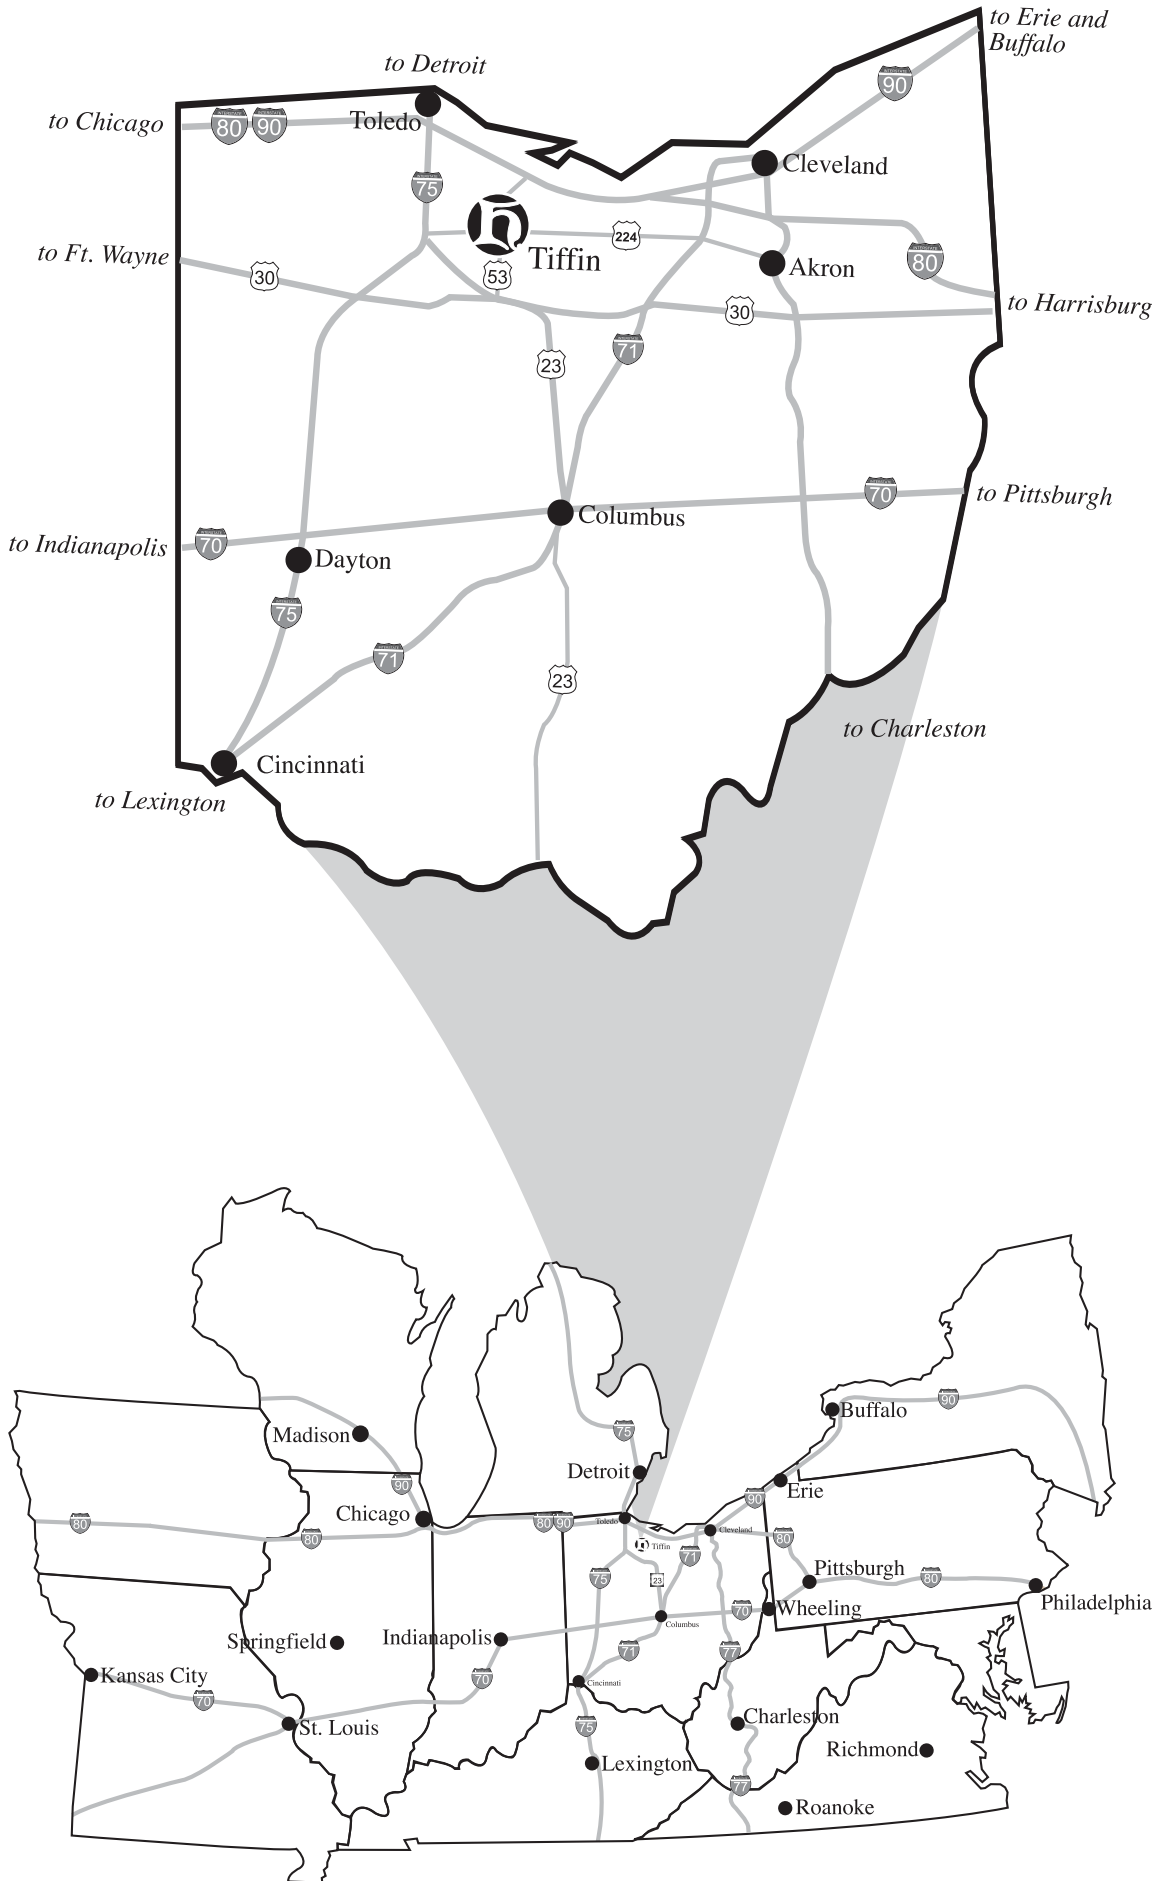 to Erie and
Buffalo
to Detroit
90
to Chicago
80
90
Toledo
Cleveland
75
224
to Ft. Wayne
Tiffin
30
53
80
Akron
to Harrisburg
30
71
23
70
to Pittsburgh
Columbus
to Indianapolis
70
Dayton
75
71
23
to Charleston
Cincinnati
to Lexington
Buffalo
90
75
Madison
Detroit
90
Erie
90
Chicago
80
80
80
90
Toledo
Cleveland
80
Tiffin
71
Pittsburgh
75
23
80
Philadelphia
70
Wheeling
Columbus
Springfield
Indianapolis
71
77
Kansas City
70
70
Cincinnati
St. Louis
75
Charleston
Richmond
Lexington
77
Roanoke